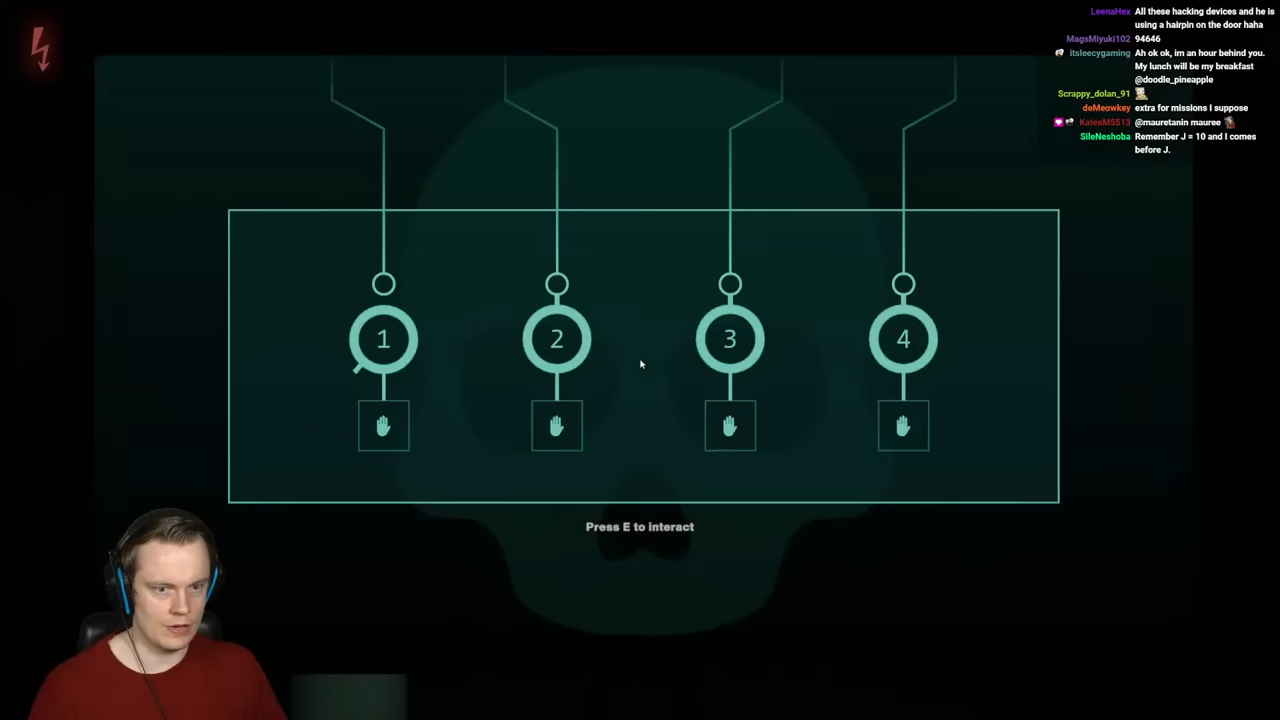 LeenaHex All these hacking devices and he is
using a hairpin on the door haha
MagsMiyuki102 94646
itsleecygaming Ah ok ok, im an hour behind you.
My lunch will be my breakfast
@doodle_pineapple
Scrappy_dolan_91
deMeowkey extra for missions I suppose
KateeM5513 @mauretanin mauree
SileNeshoba Remember J = 10 and I comes
before J.
1 2 3 4
Press E to interact